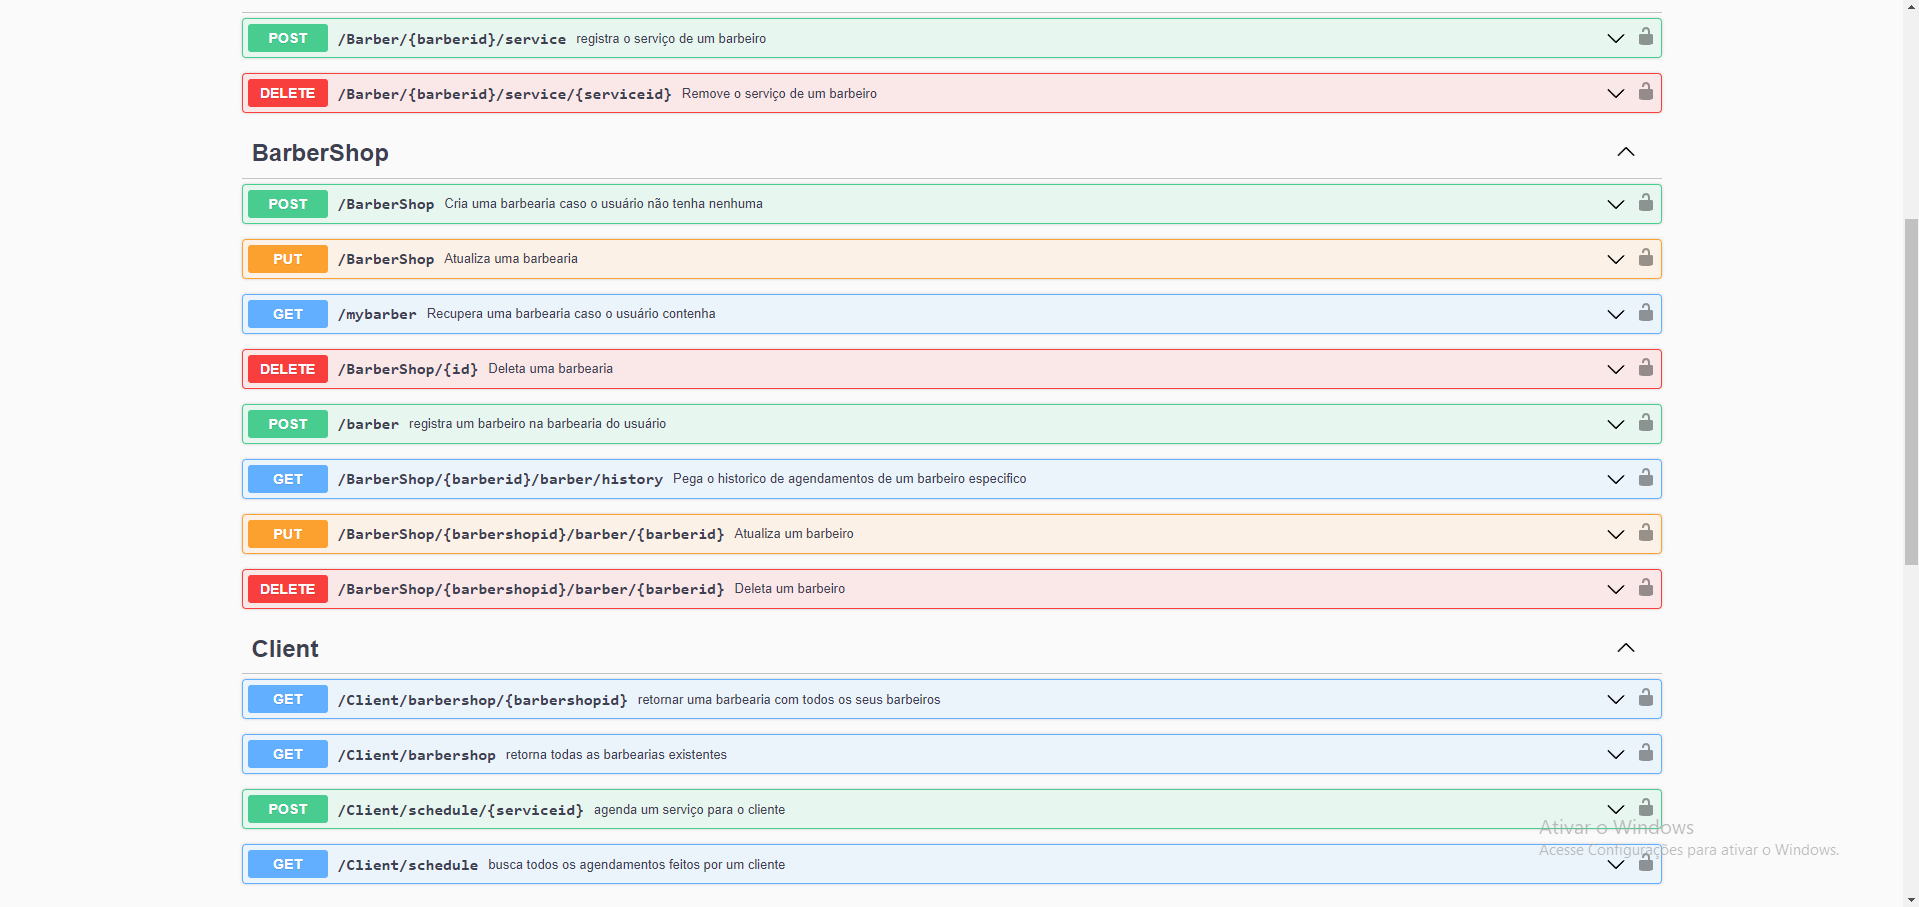 POST /Barber/{barberid}/service registra o serviço de um barbeiro
DELETE /Barber/{barberid}/service/{serviceid} Remove o serviço de um barbeiro
BarberShop
POST /BarberShop Cria uma barbearia caso o usuário não tenha nenhuma
PUT /BarberShop Atualiza uma barbearia
GET /mybarber Recupera uma barbearia caso o usuário contenha
DELETE /BarberShop/{id} Deleta uma barbearia
POST /barber registra um barbeiro na barbearia do usuário
GET /BarberShop/{barberid}/barber/history Pega o historico de agendamentos de um barbeiro especifico
PUT /BarberShop/{barbershopid}/barber/{barberid} Atualiza um barbeiro
DELETE /BarberShop/{barbershopid}/barber/{barberid} Deleta um barbeiro
Client
GET /Client/barbershop/{barbershopid} retornar uma barbearia com todos os seus barbeiros
GET /Client/barbershop retorna todas as barbearias existentes
POST /Client/schedule/{serviceid} agenda um serviço para o cliente
Ativar o Windows
Acesse Configurações para ativar o Windows.
GET /Client/schedule busca todos os agendamentos feitos por um cliente